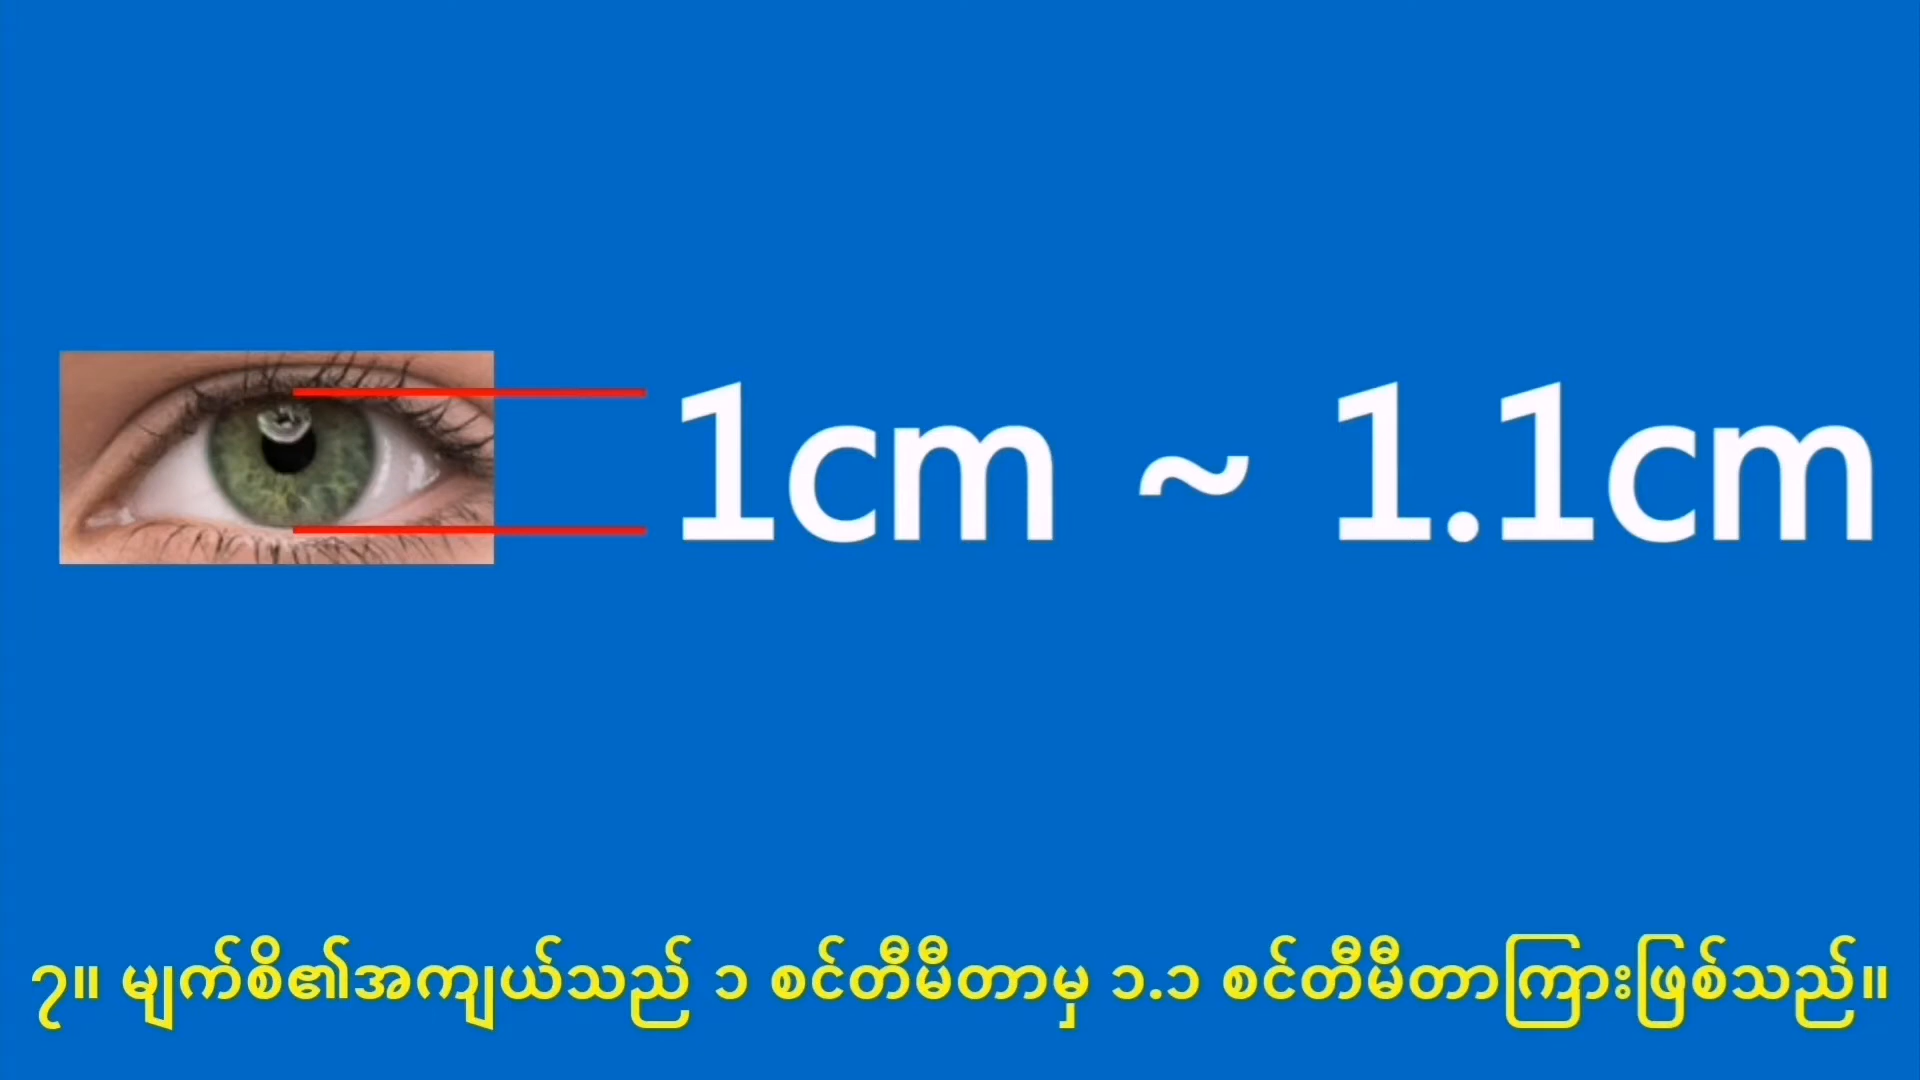 1cm ~ 1.1cm
၇။ မျက်စိ၏အကျယ်သည် ၁ စင်တီမီတာမှ ၁.၁ စင်တီမီတာကြားဖြစ်သည်။